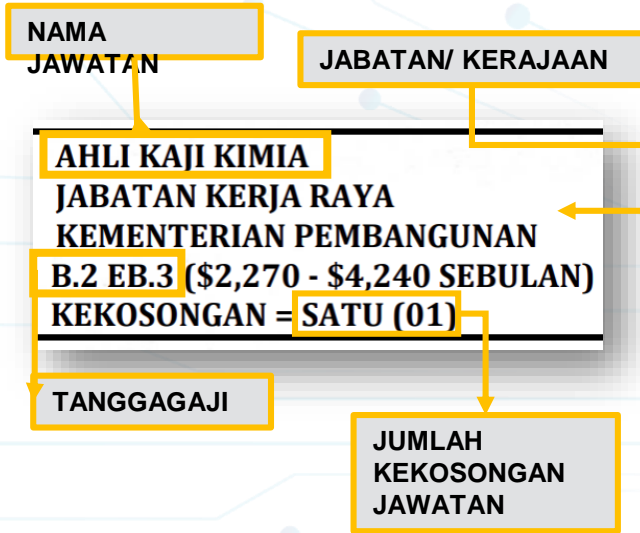 NAMA
JAWATAN
JABATAN/ KERAJAAN
AHLI KAJI KIMIA
JABATAN KERJA RAYA
KEMENTERIAN PEMBANGUNAN
B.2 EB.3 ($2,270 - $4,240 SEBULAN)
KEKOSONGAN = SATU (01)
TANGGAGAJI
JUMLAH
KEKOSONGAN
JAWATAN